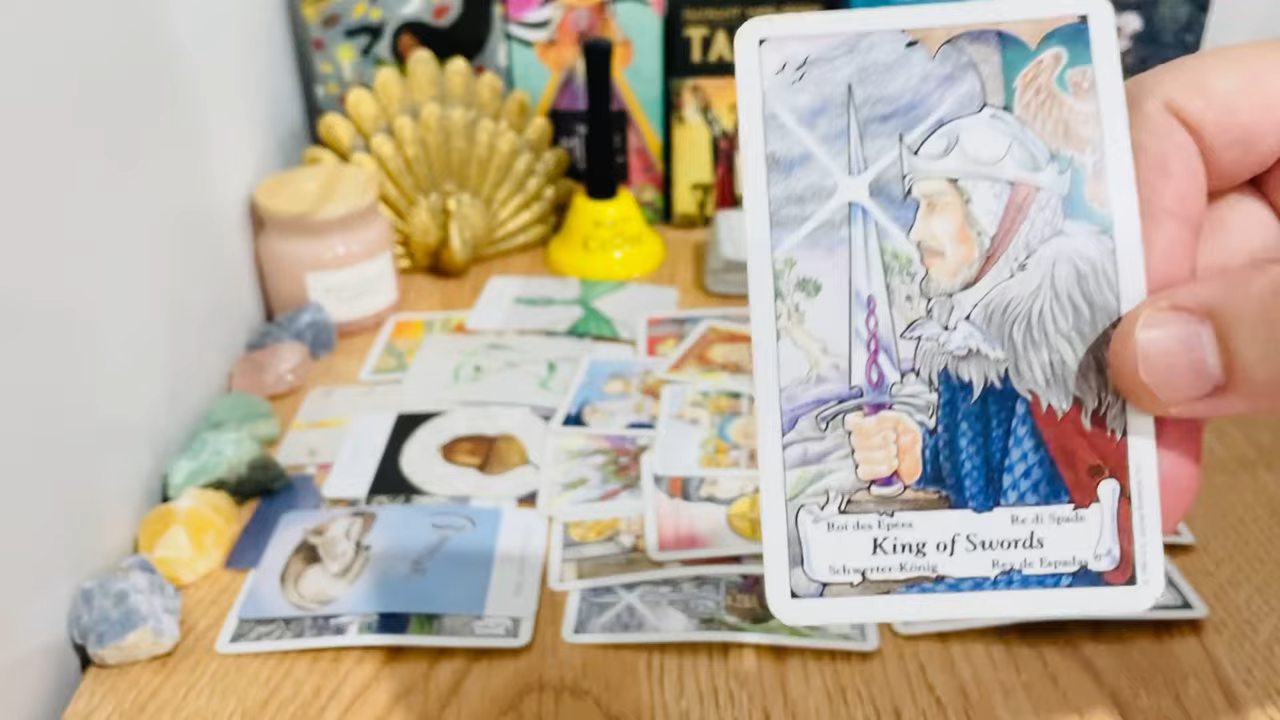 TA
Roi des Epées
Re di Spade
King of Swords
Schwerter-König
Rey de Espadas